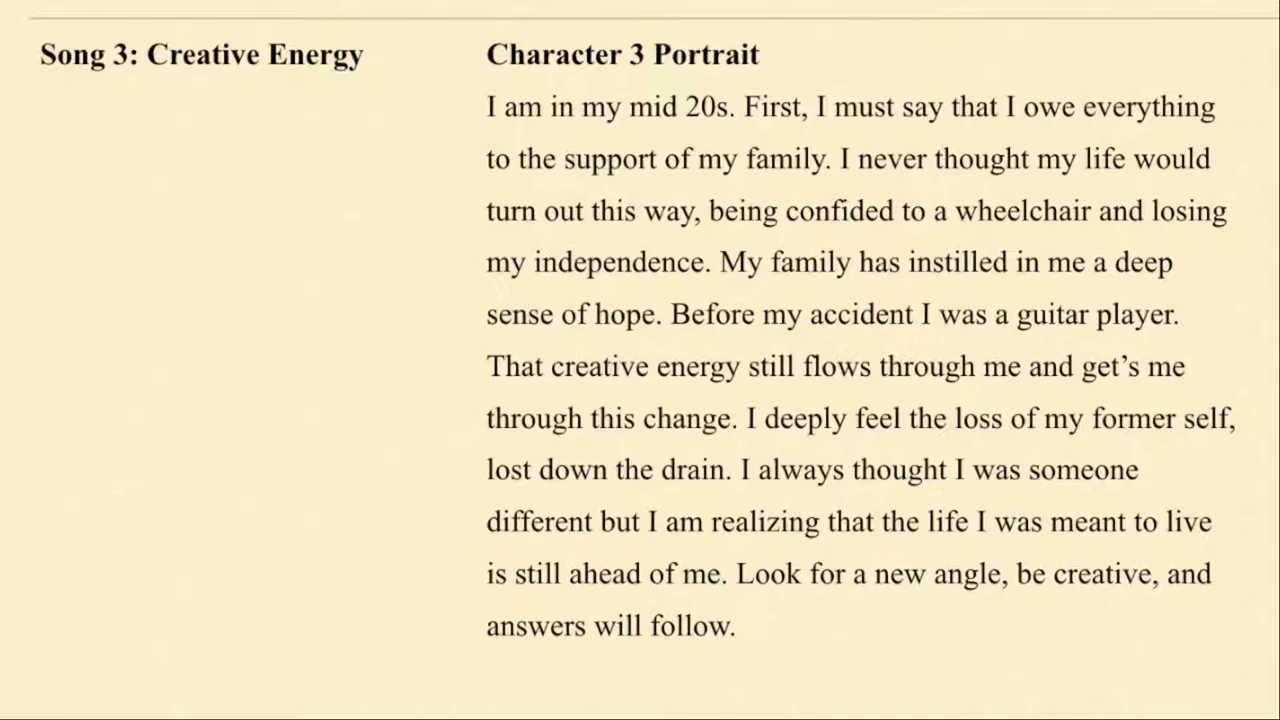 Song 3: Creative Energy
Character 3 Portrait
I am in my mid 20s. First, I must say that I owe everything
to the support of my family. I never thought my life would
turn out this way, being confided to a wheelchair and losing
my independence. My family has instilled in me a deep
sense of hope. Before my accident I was a guitar player.
That creative energy still flows through me and get’s me
through this change. I deeply feel the loss of my former self,
lost down the drain. I always thought I was someone
different but I am realizing that the life I was meant to live
is still ahead of me. Look for a new angle, be creative, and
answers will follow.